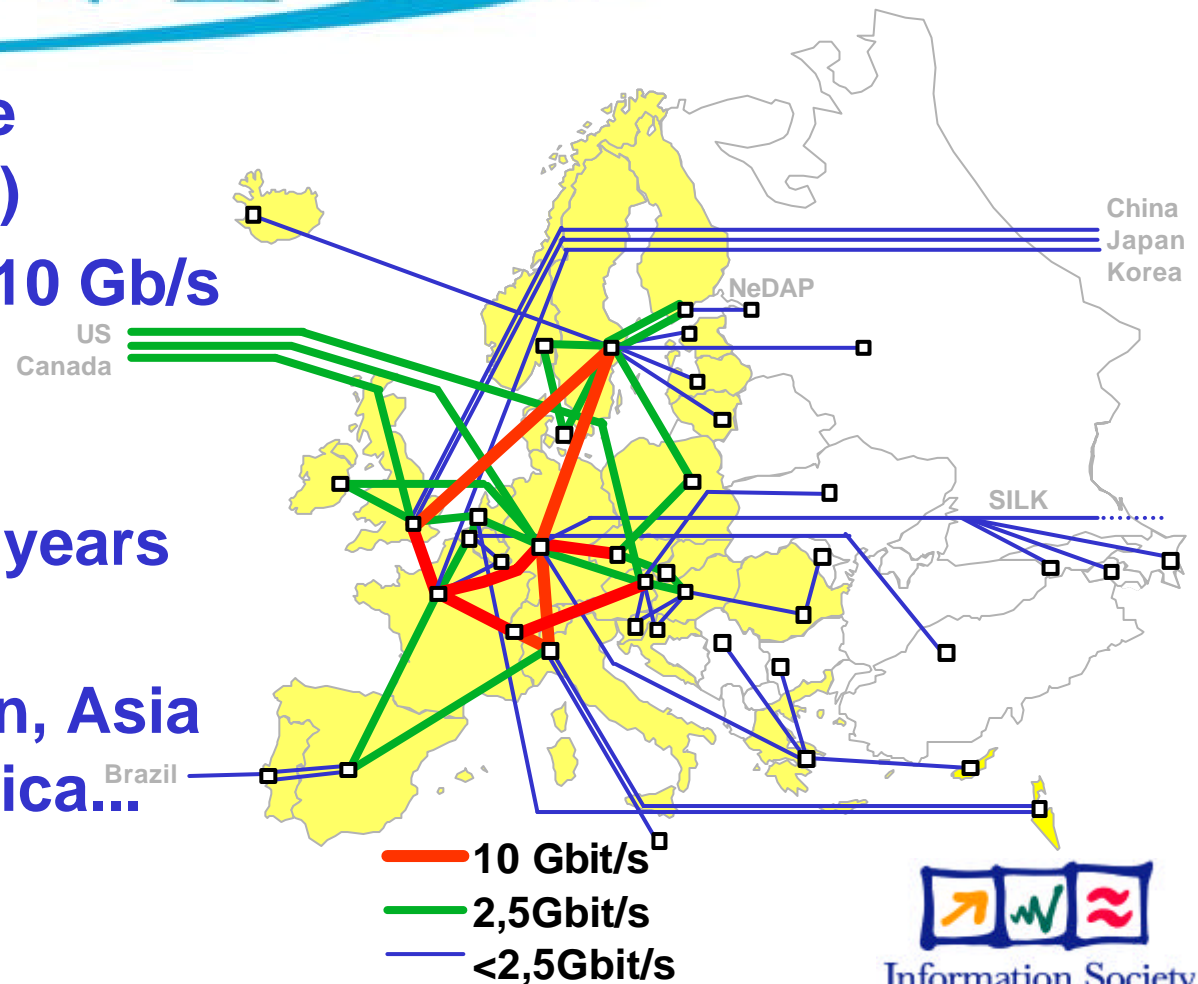 e
)
10 Gb/s
years
n, Asia
ica...
US
Canada
China
Japan
Korea
NeDAP
SILK
Brazil
10 Gbit/s
2,5Gbit/s
<2,5Gbit/s
Information Society